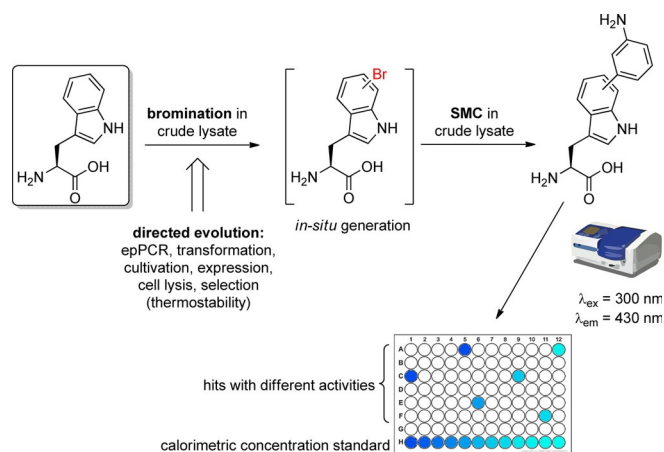 NH
H₂N
OH
O
bromination in
crude lysate
directed evolution:
epPCR, transformation,
cultivation, expression,
cell lysis, selection
(thermostability)
Br
NH
H₂N
OH
O
in-situ generation
SMC in
crude lysate
H₂N
NH
H₂N
OH
O
λex = 300 nm
λem = 430 nm
hits with different activities
calorimetric concentration standard
1 2 3 4 5 6 7 8 9 10 11 12
A
B
C
D
E
F
G
H